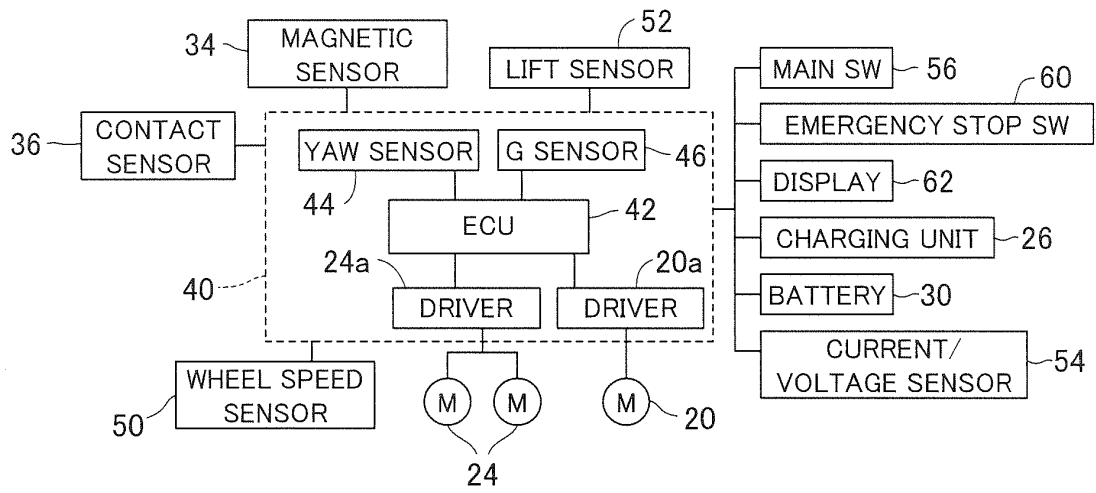 34
MAGNETIC
SENSOR
52
LIFT SENSOR
MAIN SW
56
60
EMERGENCY STOP SW
36
CONTACT
SENSOR
YAW SENSOR
G SENSOR
46
44
DISPLAY
62
ECU
42
CHARGING UNIT
26
24a
20a
40
DRIVER
DRIVER
BATTERY
30
CURRENT/
VOLTAGE SENSOR
54
WHEEL SPEED
SENSOR
50
M
M
M
20
24